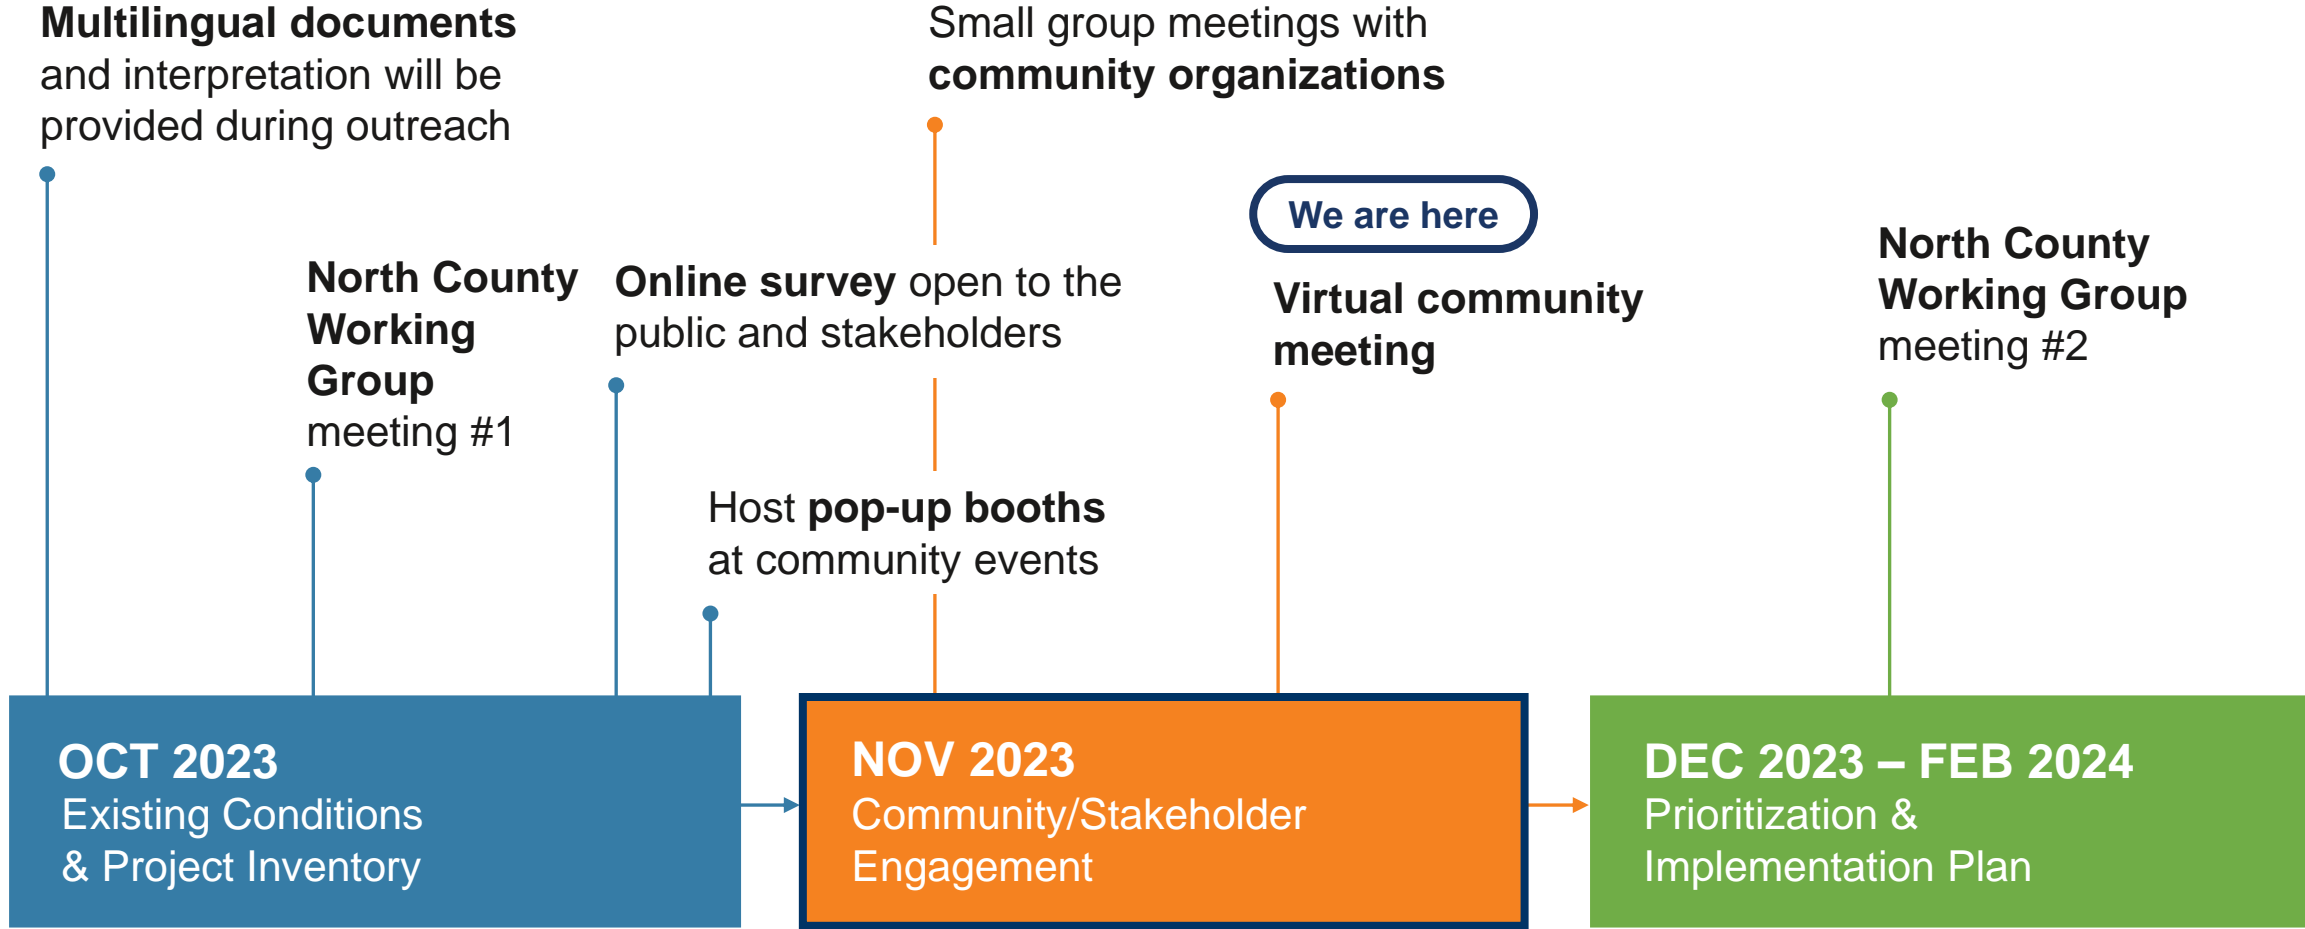 Multilingual documents
and interpretation will be
provided during outreach
North County
Working
Group
meeting #1
Online survey open to the
public and stakeholders
Host pop-up booths
at community events
Small group meetings with
community organizations
We are here
Virtual community
meeting
North County
Working Group
meeting #2
OCT 2023
Existing Conditions
& Project Inventory
NOV 2023
Community/Stakeholder
Engagement
DEC 2023 – FEB 2024
Prioritization &
Implementation Plan